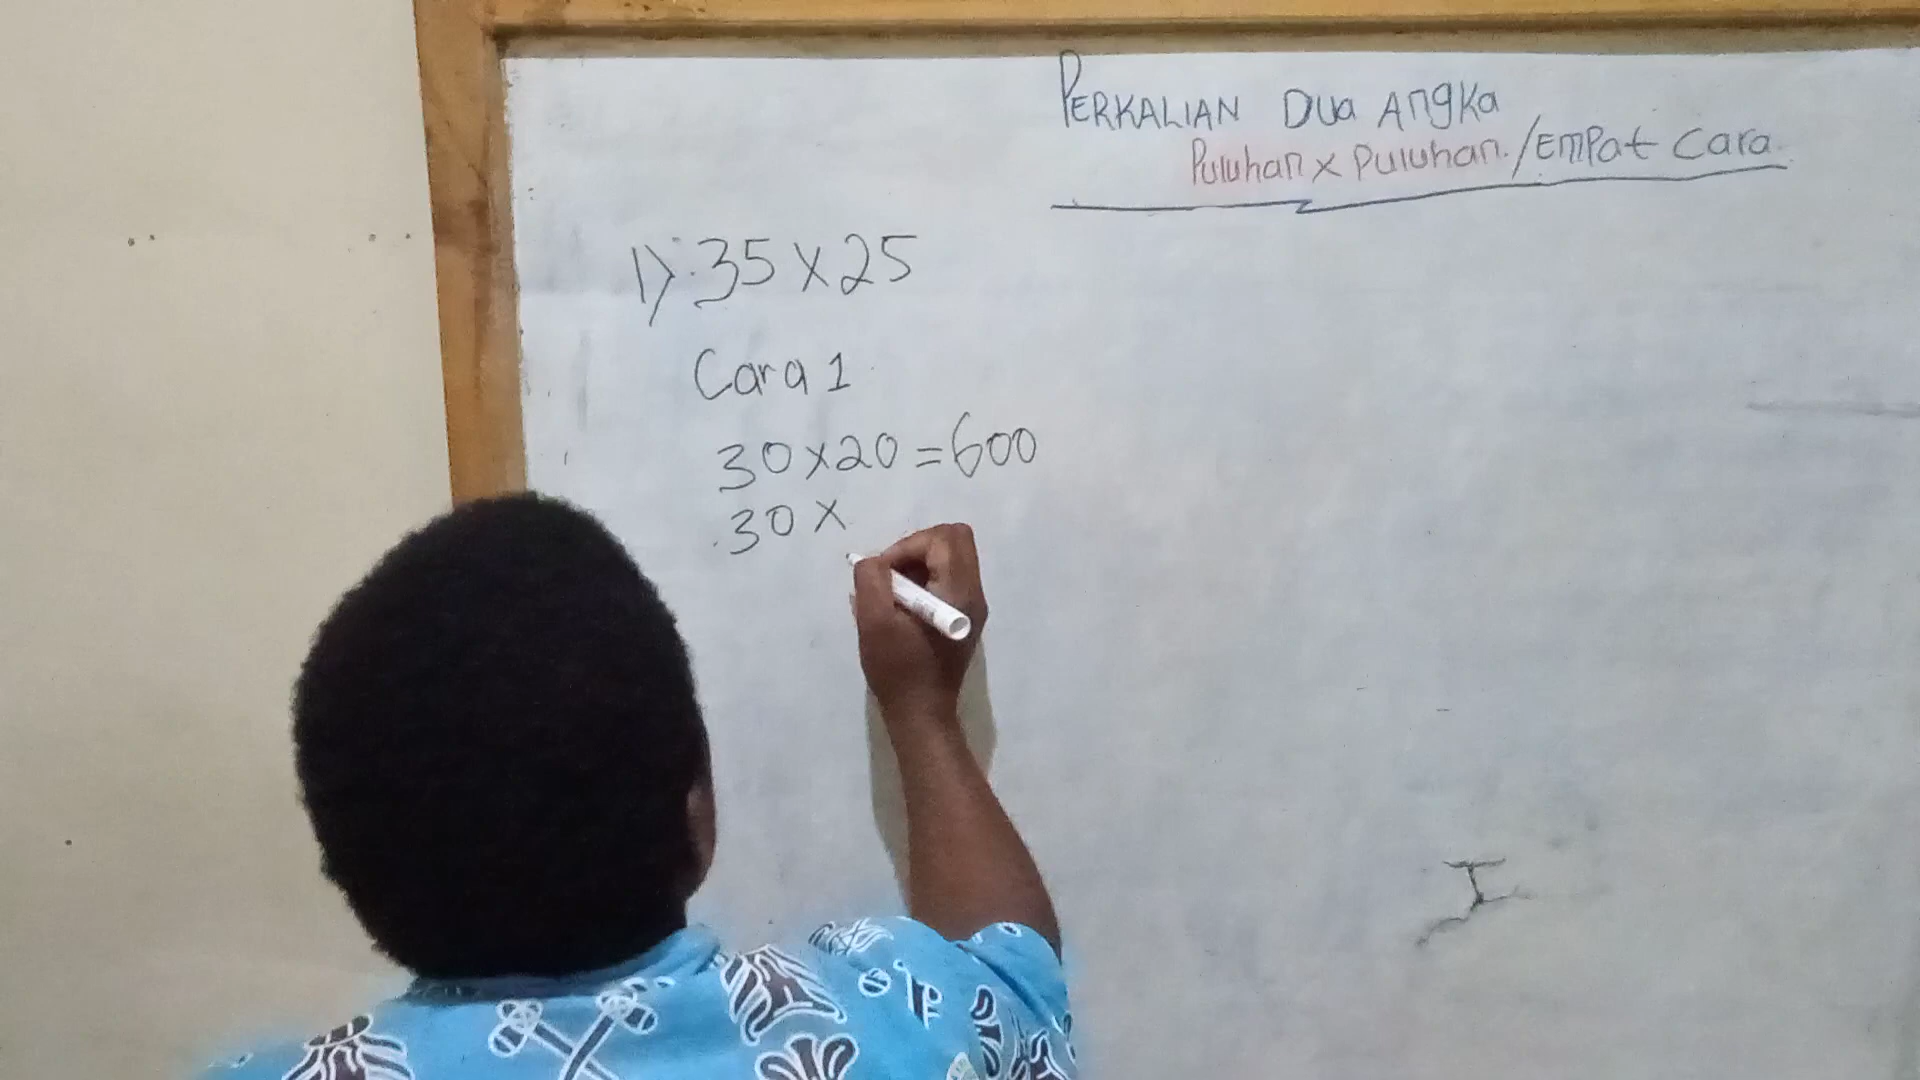 PERKALIAN Dua Angka
Puluhan x Puluhan. / Empat Cara.
1) 35 x 25
Cara 1
30 x 20 = 600
30 x